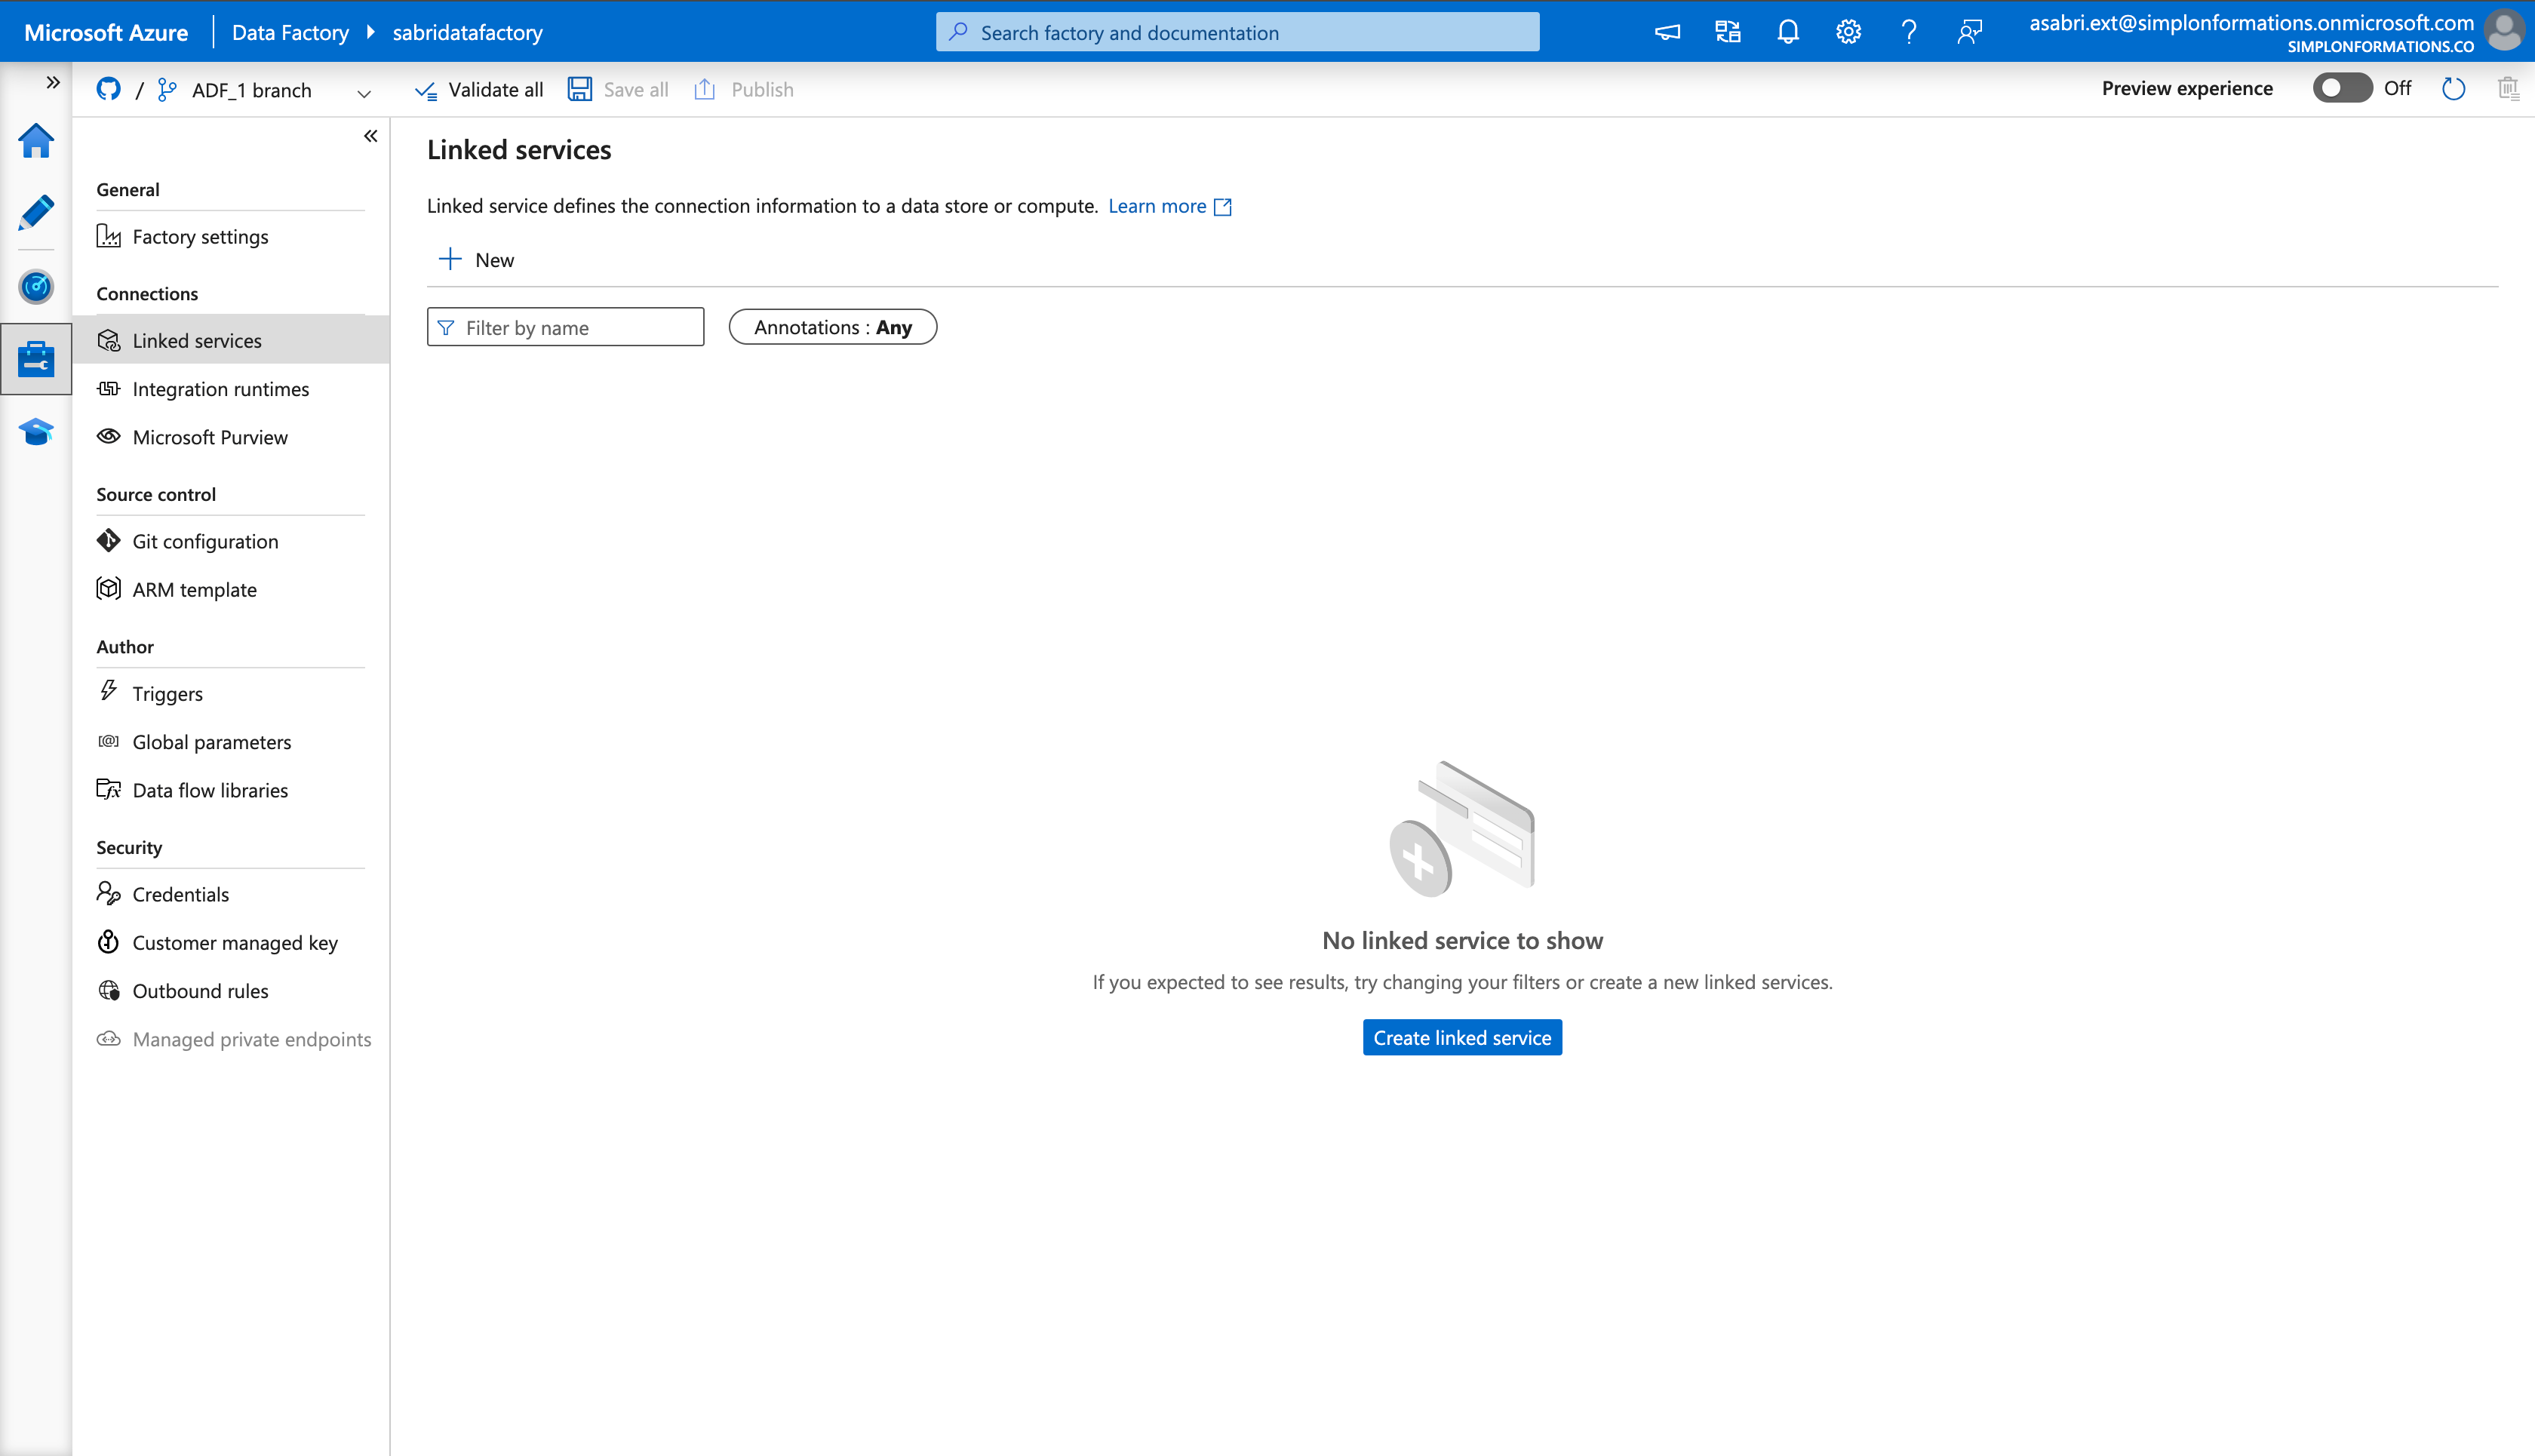 Microsoft Azure
Data Factory
sabridatafactory
Search factory and documentation
asabri.ext@simplonformations.onmicrosoft.com
SIMPLONFORMATIONS.CO
/
ADF_1 branch
Validate all
Save all
Publish
Preview experience
Off
General
Factory settings
Connections
Linked services
Integration runtimes
Microsoft Purview
Source control
Git configuration
ARM template
Author
Triggers
Global parameters
Data flow libraries
Security
Credentials
Customer managed key
Outbound rules
Managed private endpoints
Linked services
Linked service defines the connection information to a data store or compute. Learn more
New
Filter by name
Annotations : Any
No linked service to show
If you expected to see results, try changing your filters or create a new linked services.
Create linked service